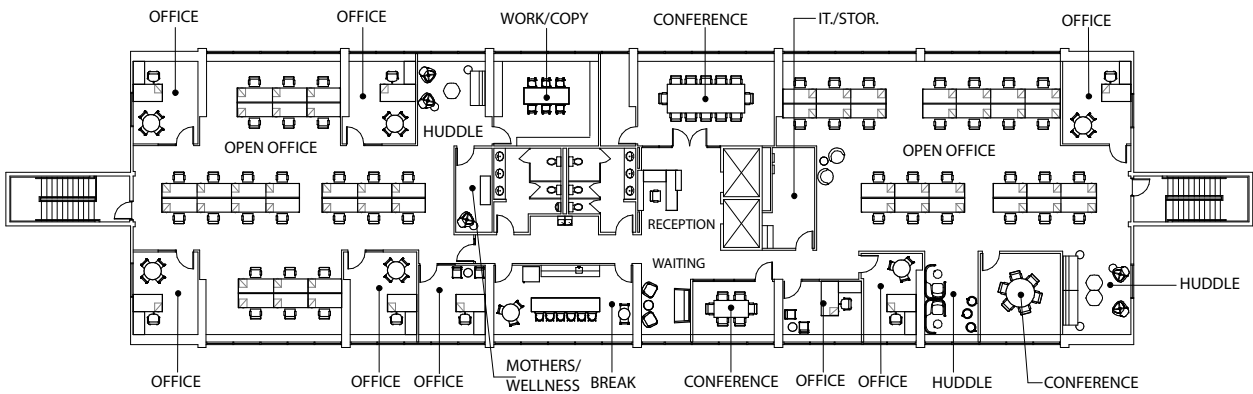 OFFICE
OFFICE
WORK/COPY
CONFERENCE
IT./STOR.
OFFICE
HUDDLE
OPEN OFFICE
OPEN OFFICE
RECEPTION
WAITING
HUDDLE
OFFICE
OFFICE
OFFICE
MOTHERS/
WELLNESS
BREAK
CONFERENCE
OFFICE
OFFICE
HUDDLE
CONFERENCE